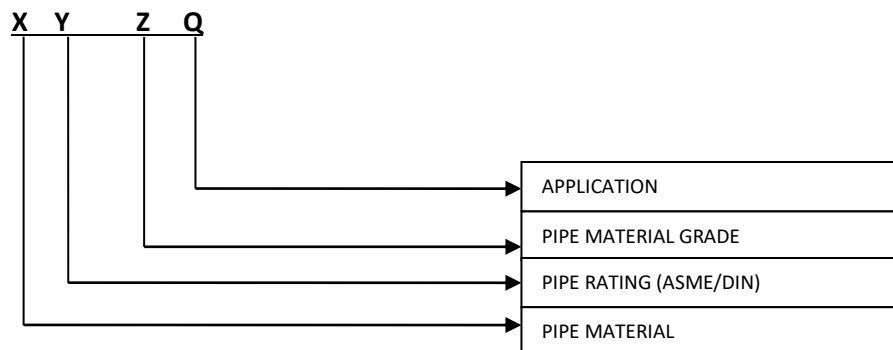 X Y Z Q
APPLICATION
PIPE MATERIAL GRADE
PIPE RATING (ASME/DIN)
PIPE MATERIAL